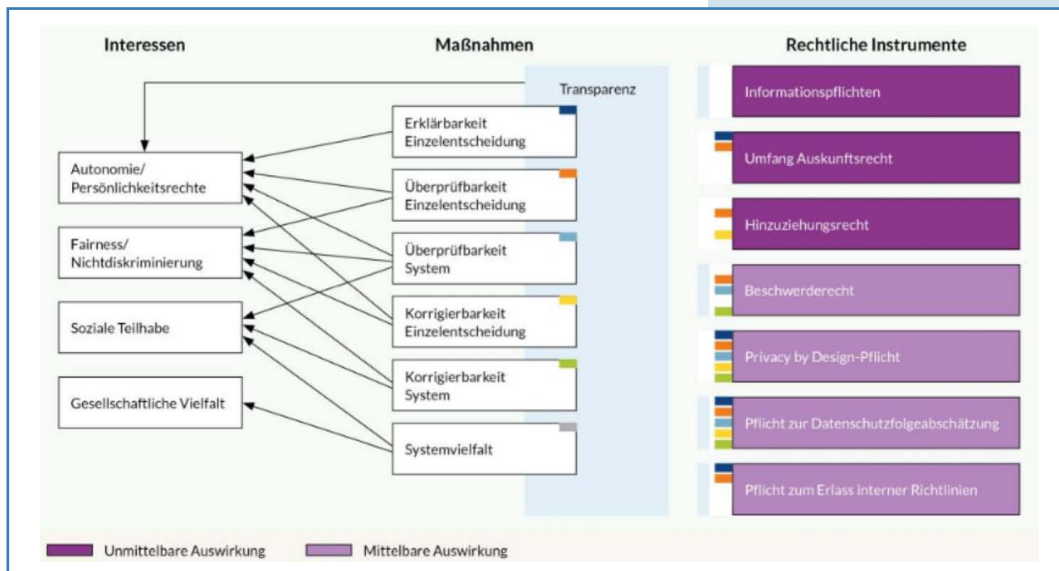 Interessen
Maßnahmen
Rechtliche Instrumente
Transparenz
Autonomie/
Persönlichkeitsrechte
Fairness/
Nichtdiskriminierung
Soziale Teilhabe
Gesellschaftliche Vielfalt
Erklärbarkeit
Einzelentscheidung
Überprüfbarkeit
Einzelentscheidung
Überprüfbarkeit
System
Korrigierbarkeit
Einzelentscheidung
Korrigierbarkeit
System
Systemvielfalt
Informationspflichten
Umfang Auskunftsrecht
Hinzuziehungsrecht
Beschwerderecht
Privacy by Design-Pflicht
Pflicht zur Datenschutzfolgeabschätzung
Pflicht zum Erlass interner Richtlinien
Unmittelbare Auswirkung
Mittelbare Auswirkung